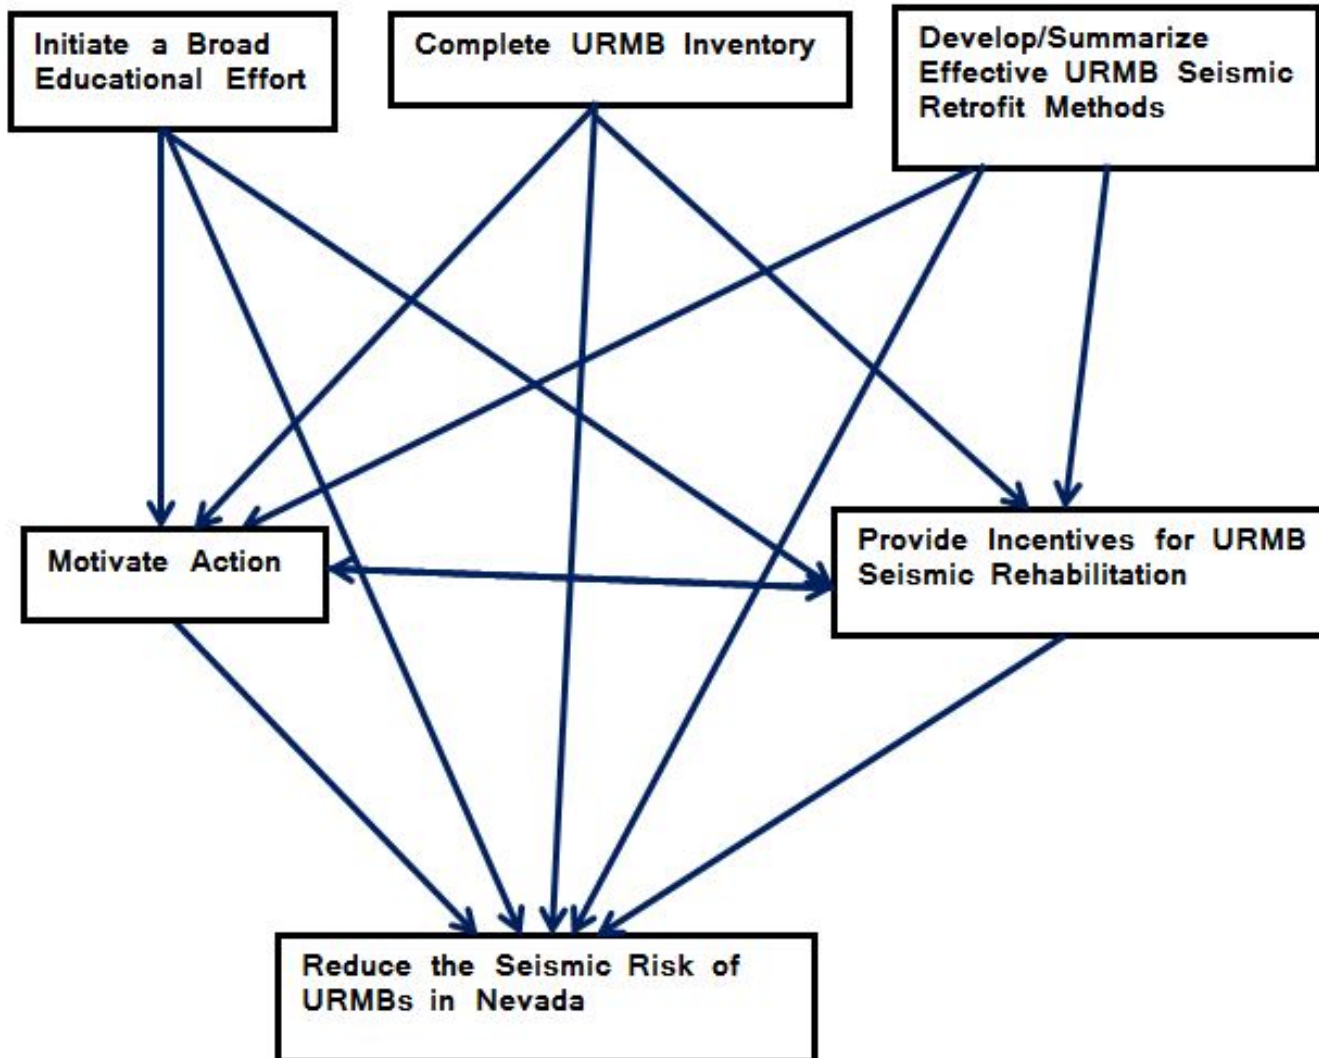 Initiate a Broad
Educational Effort
Complete URMB Inventory
Develop/Summarize
Effective URMB Seismic
Retrofit Methods
Motivate Action
Provide Incentives for URMB
Seismic Rehabilitation
Reduce the Seismic Risk of
URMBs in Nevada